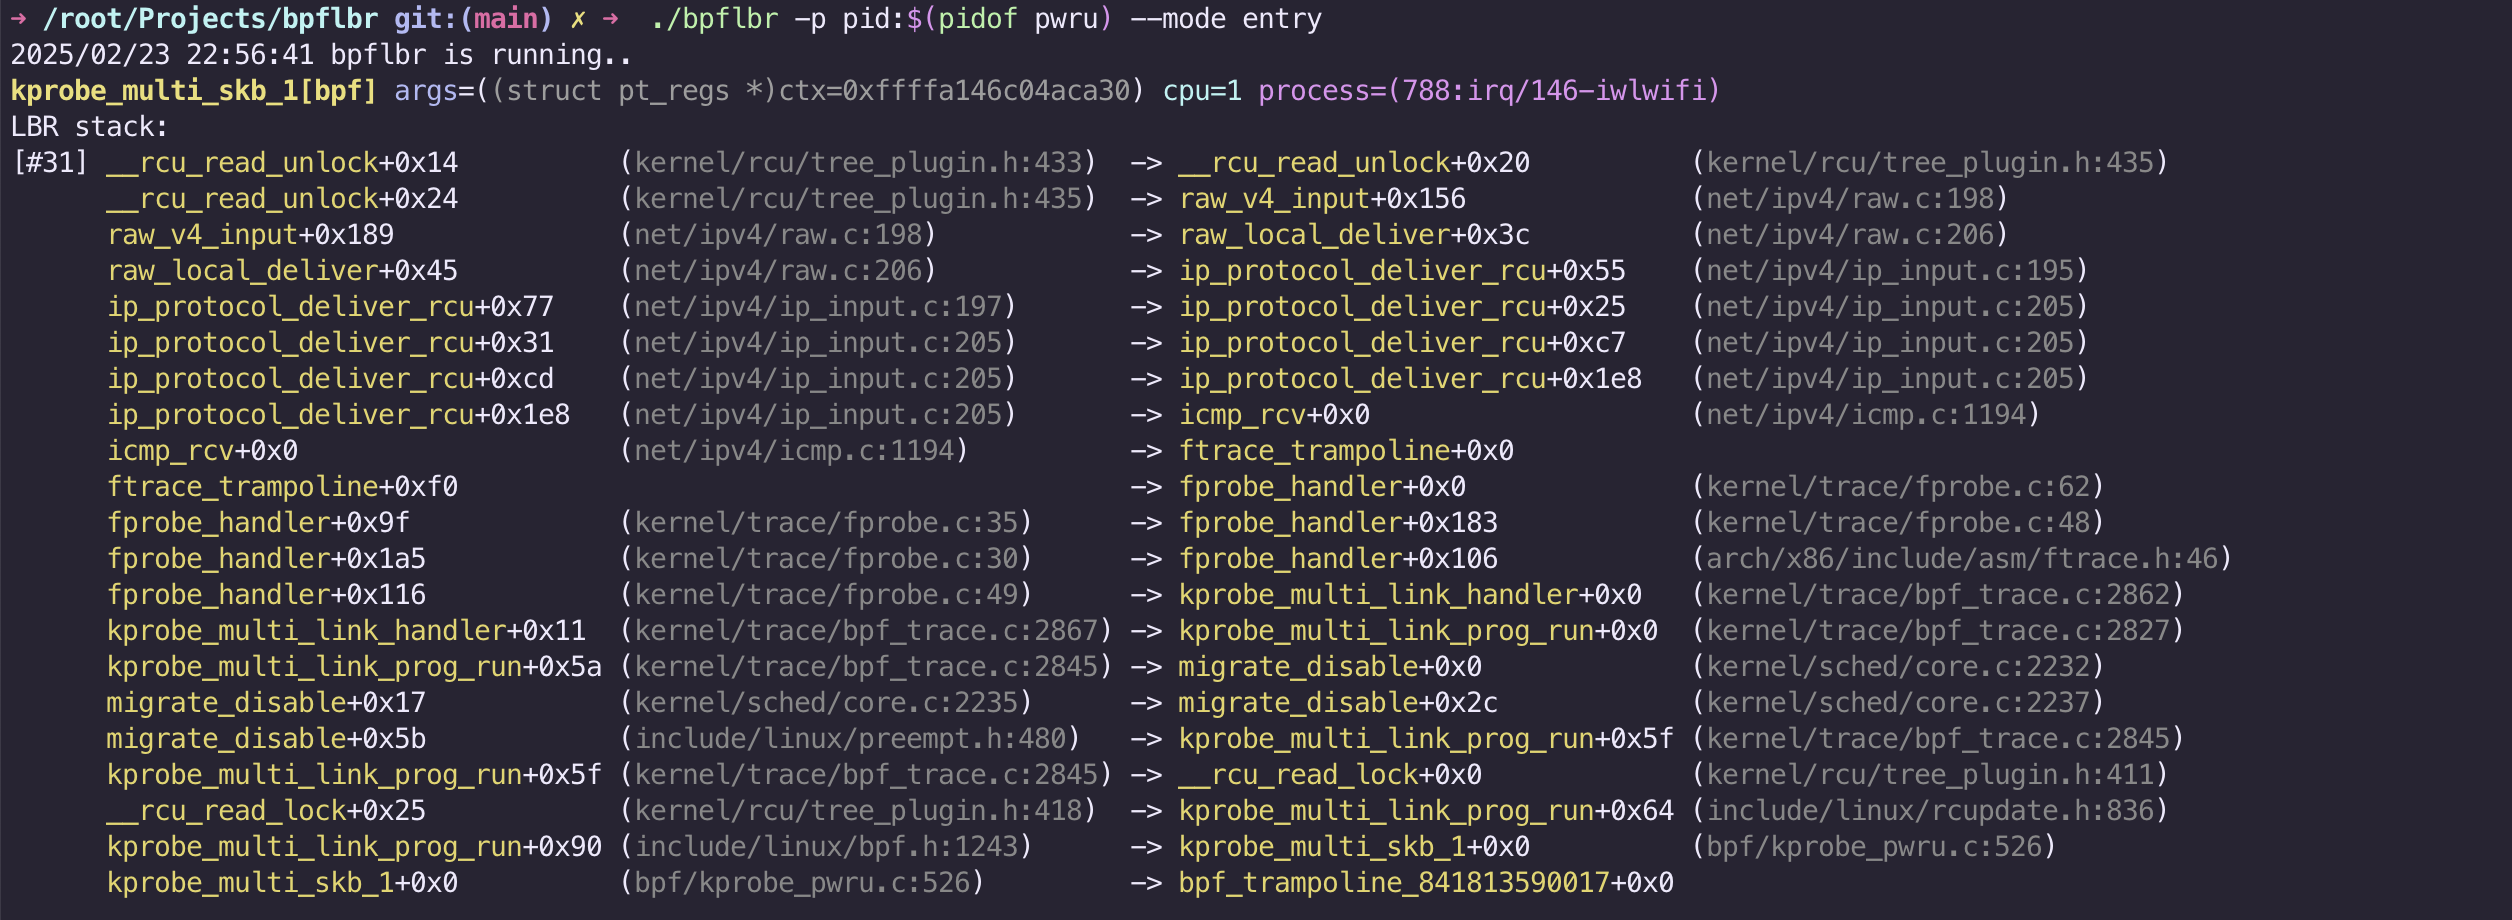 ➜ /root/Projects/bpflbr git:(main) ✗ ➜  ./bpflbr -p pid:$(pidof pwru) --mode entry
2025/02/23 22:56:41 bpflbr is running..
kprobe_multi_skb_1[bpf] args=((struct pt_regs *)ctx=0xffffa146c04aca30) cpu=1 process=(788:irq/146-iwlwifi)
LBR stack:
[#31] __rcu_read_unlock+0x14          (kernel/rcu/tree_plugin.h:433)  -> __rcu_read_unlock+0x20          (kernel/rcu/tree_plugin.h:435)
      __rcu_read_unlock+0x24          (kernel/rcu/tree_plugin.h:435)  -> raw_v4_input+0x156              (net/ipv4/raw.c:198)
      raw_v4_input+0x189              (net/ipv4/raw.c:198)            -> raw_local_deliver+0x3c          (net/ipv4/raw.c:206)
      raw_local_deliver+0x45          (net/ipv4/raw.c:206)            -> ip_protocol_deliver_rcu+0x55    (net/ipv4/ip_input.c:195)
      ip_protocol_deliver_rcu+0x77    (net/ipv4/ip_input.c:197)       -> ip_protocol_deliver_rcu+0x25    (net/ipv4/ip_input.c:205)
      ip_protocol_deliver_rcu+0x31    (net/ipv4/ip_input.c:205)       -> ip_protocol_deliver_rcu+0xc7    (net/ipv4/ip_input.c:205)
      ip_protocol_deliver_rcu+0xcd    (net/ipv4/ip_input.c:205)       -> ip_protocol_deliver_rcu+0x1e8   (net/ipv4/ip_input.c:205)
      ip_protocol_deliver_rcu+0x1e8   (net/ipv4/ip_input.c:205)       -> icmp_rcv+0x0                    (net/ipv4/icmp.c:1194)
      icmp_rcv+0x0                    (net/ipv4/icmp.c:1194)          -> ftrace_trampoline+0x0
      ftrace_trampoline+0xf0                                          -> fprobe_handler+0x0              (kernel/trace/fprobe.c:62)
      fprobe_handler+0x9f             (kernel/trace/fprobe.c:35)      -> fprobe_handler+0x183            (kernel/trace/fprobe.c:48)
      fprobe_handler+0x1a5            (kernel/trace/fprobe.c:30)      -> fprobe_handler+0x106            (arch/x86/include/asm/ftrace.h:46)
      fprobe_handler+0x116            (kernel/trace/fprobe.c:49)      -> kprobe_multi_link_handler+0x0   (kernel/trace/bpf_trace.c:2862)
      kprobe_multi_link_handler+0x11  (kernel/trace/bpf_trace.c:2867) -> kprobe_multi_link_prog_run+0x0  (kernel/trace/bpf_trace.c:2827)
      kprobe_multi_link_prog_run+0x5a (kernel/trace/bpf_trace.c:2845) -> migrate_disable+0x0             (kernel/sched/core.c:2232)
      migrate_disable+0x17            (kernel/sched/core.c:2235)      -> migrate_disable+0x2c            (kernel/sched/core.c:2237)
      migrate_disable+0x5b            (include/linux/preempt.h:480)   -> kprobe_multi_link_prog_run+0x5f (kernel/trace/bpf_trace.c:2845)
      kprobe_multi_link_prog_run+0x5f (kernel/trace/bpf_trace.c:2845) -> __rcu_read_lock+0x0             (kernel/rcu/tree_plugin.h:411)
      __rcu_read_lock+0x25            (kernel/rcu/tree_plugin.h:418)  -> kprobe_multi_link_prog_run+0x64 (include/linux/rcupdate.h:836)
      kprobe_multi_link_prog_run+0x90 (include/linux/bpf.h:1243)      -> kprobe_multi_skb_1+0x0          (bpf/kprobe_pwru.c:526)
      kprobe_multi_skb_1+0x0          (bpf/kprobe_pwru.c:526)         -> bpf_trampoline_841813590017+0x0